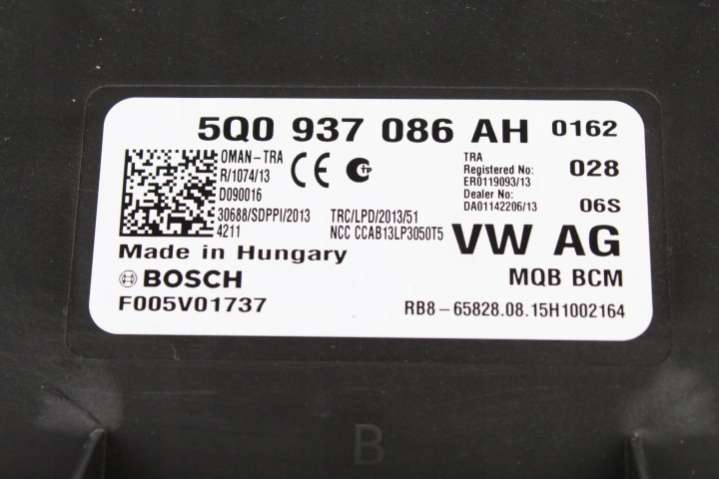 5Q0 937 086 AH 0162
OMAN-TRA
R/1074/13
D090016
30688/SDPPI/2013
4211
CE
TRC/LPD/2013/51
NCC CCAB13LP3050T5
TRA
Registered No:
ER0119093/13
Dealer No:
DA01142206/13
028
06S
Made in Hungary
VW AG
BOSCH
MQB BCM
F005V01737
RB8-65828.08.15H1002164
B